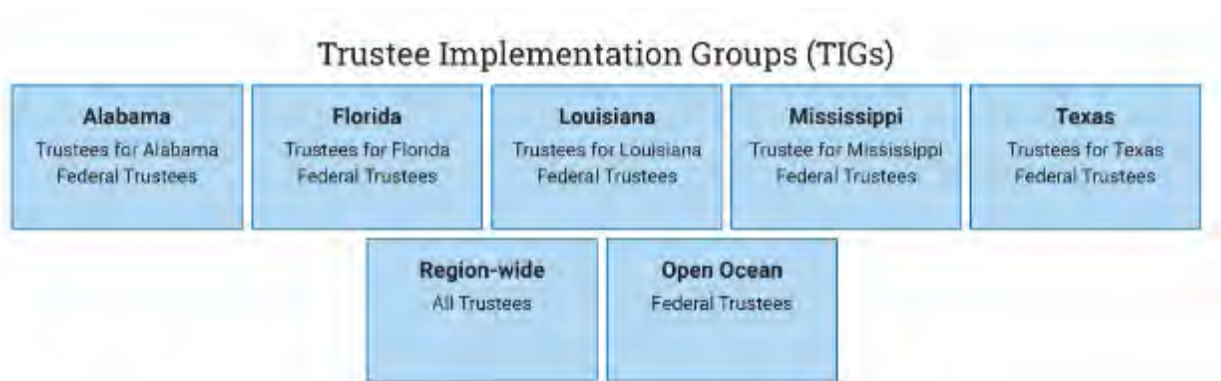 Trustee Implementation Groups (TIGs)
Alabama
Trustees for Alabama
Federal Trustees
Florida
Trustees for Florida
Federal Trustees
Louisiana
Trustees for Louisiana
Federal Trustees
Mississippi
Trustee for Mississippi
Federal Trustees
Texas
Trustees for Texas
Federal Trustees
Region-wide
All Trustees
Open Ocean
Federal Trustees